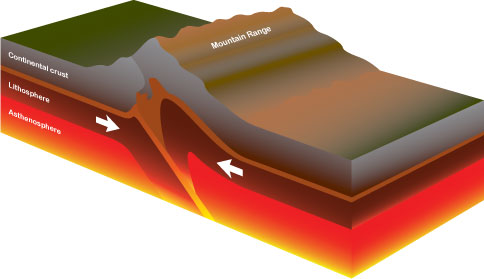 Mountain Range
Continental crust
Lithosphere
Asthenosphere